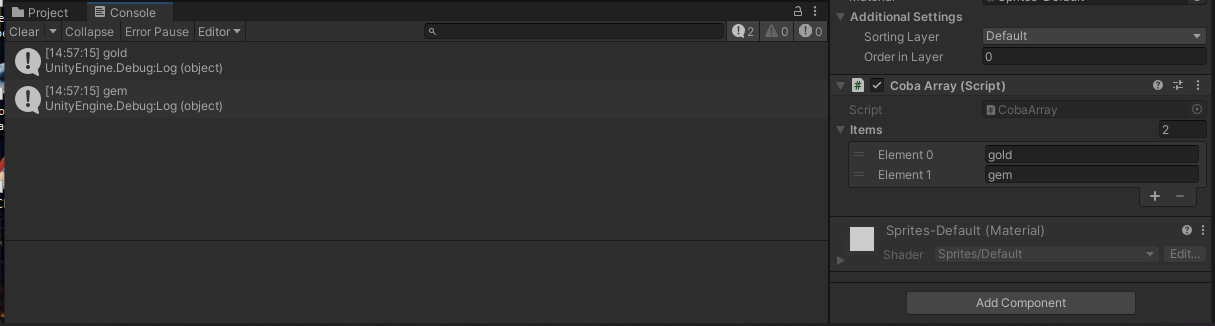 Project
Console
Clear
Collapse
Error Pause
Editor
2
0
0
[14:57:15] gold
UnityEngine.Debug:Log (object)
[14:57:15] gem
UnityEngine.Debug:Log (object)
Additional Settings
Sorting Layer
Default
Order in Layer
0
Coba Array (Script)
Script
CobaArray
Items
2
Element 0
gold
Element 1
gem
Sprites-Default (Material)
Shader
Sprites/Default
Edit...
Add Component